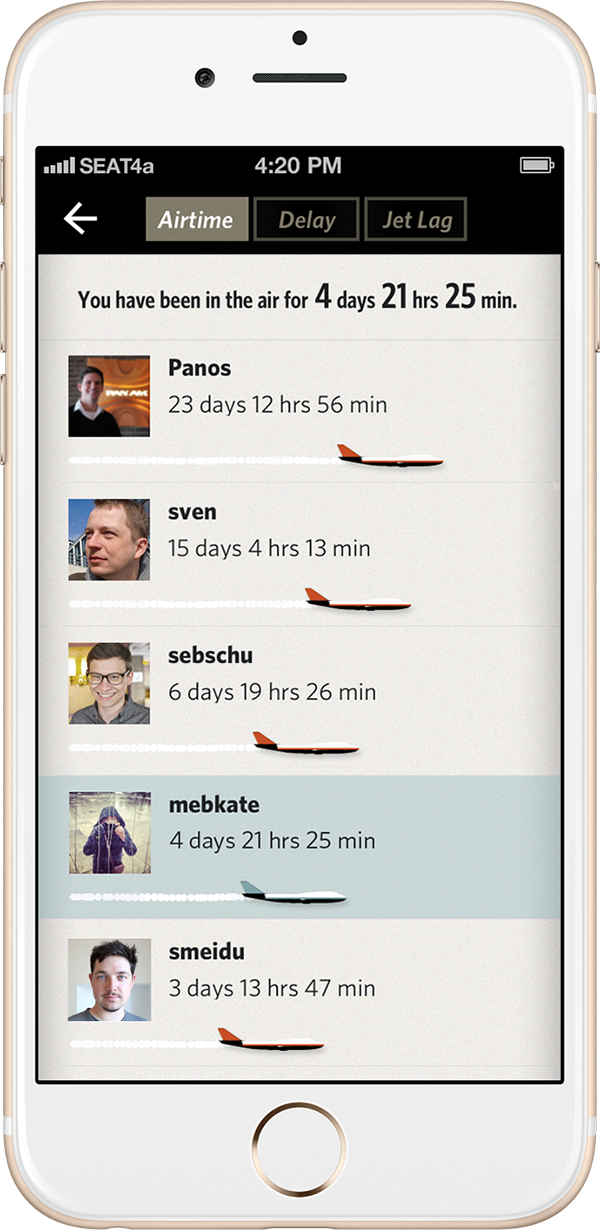 SEAT4a 4:20 PM
Airtime Delay Jet Lag
You have been in the air for 4 days 21 hrs 25 min.
Panos
PAN AM
23 days 12 hrs 56 min
sven
15 days 4 hrs 13 min
sebschu
6 days 19 hrs 26 min
mebkate
4 days 21 hrs 25 min
smeidu
3 days 13 hrs 47 min